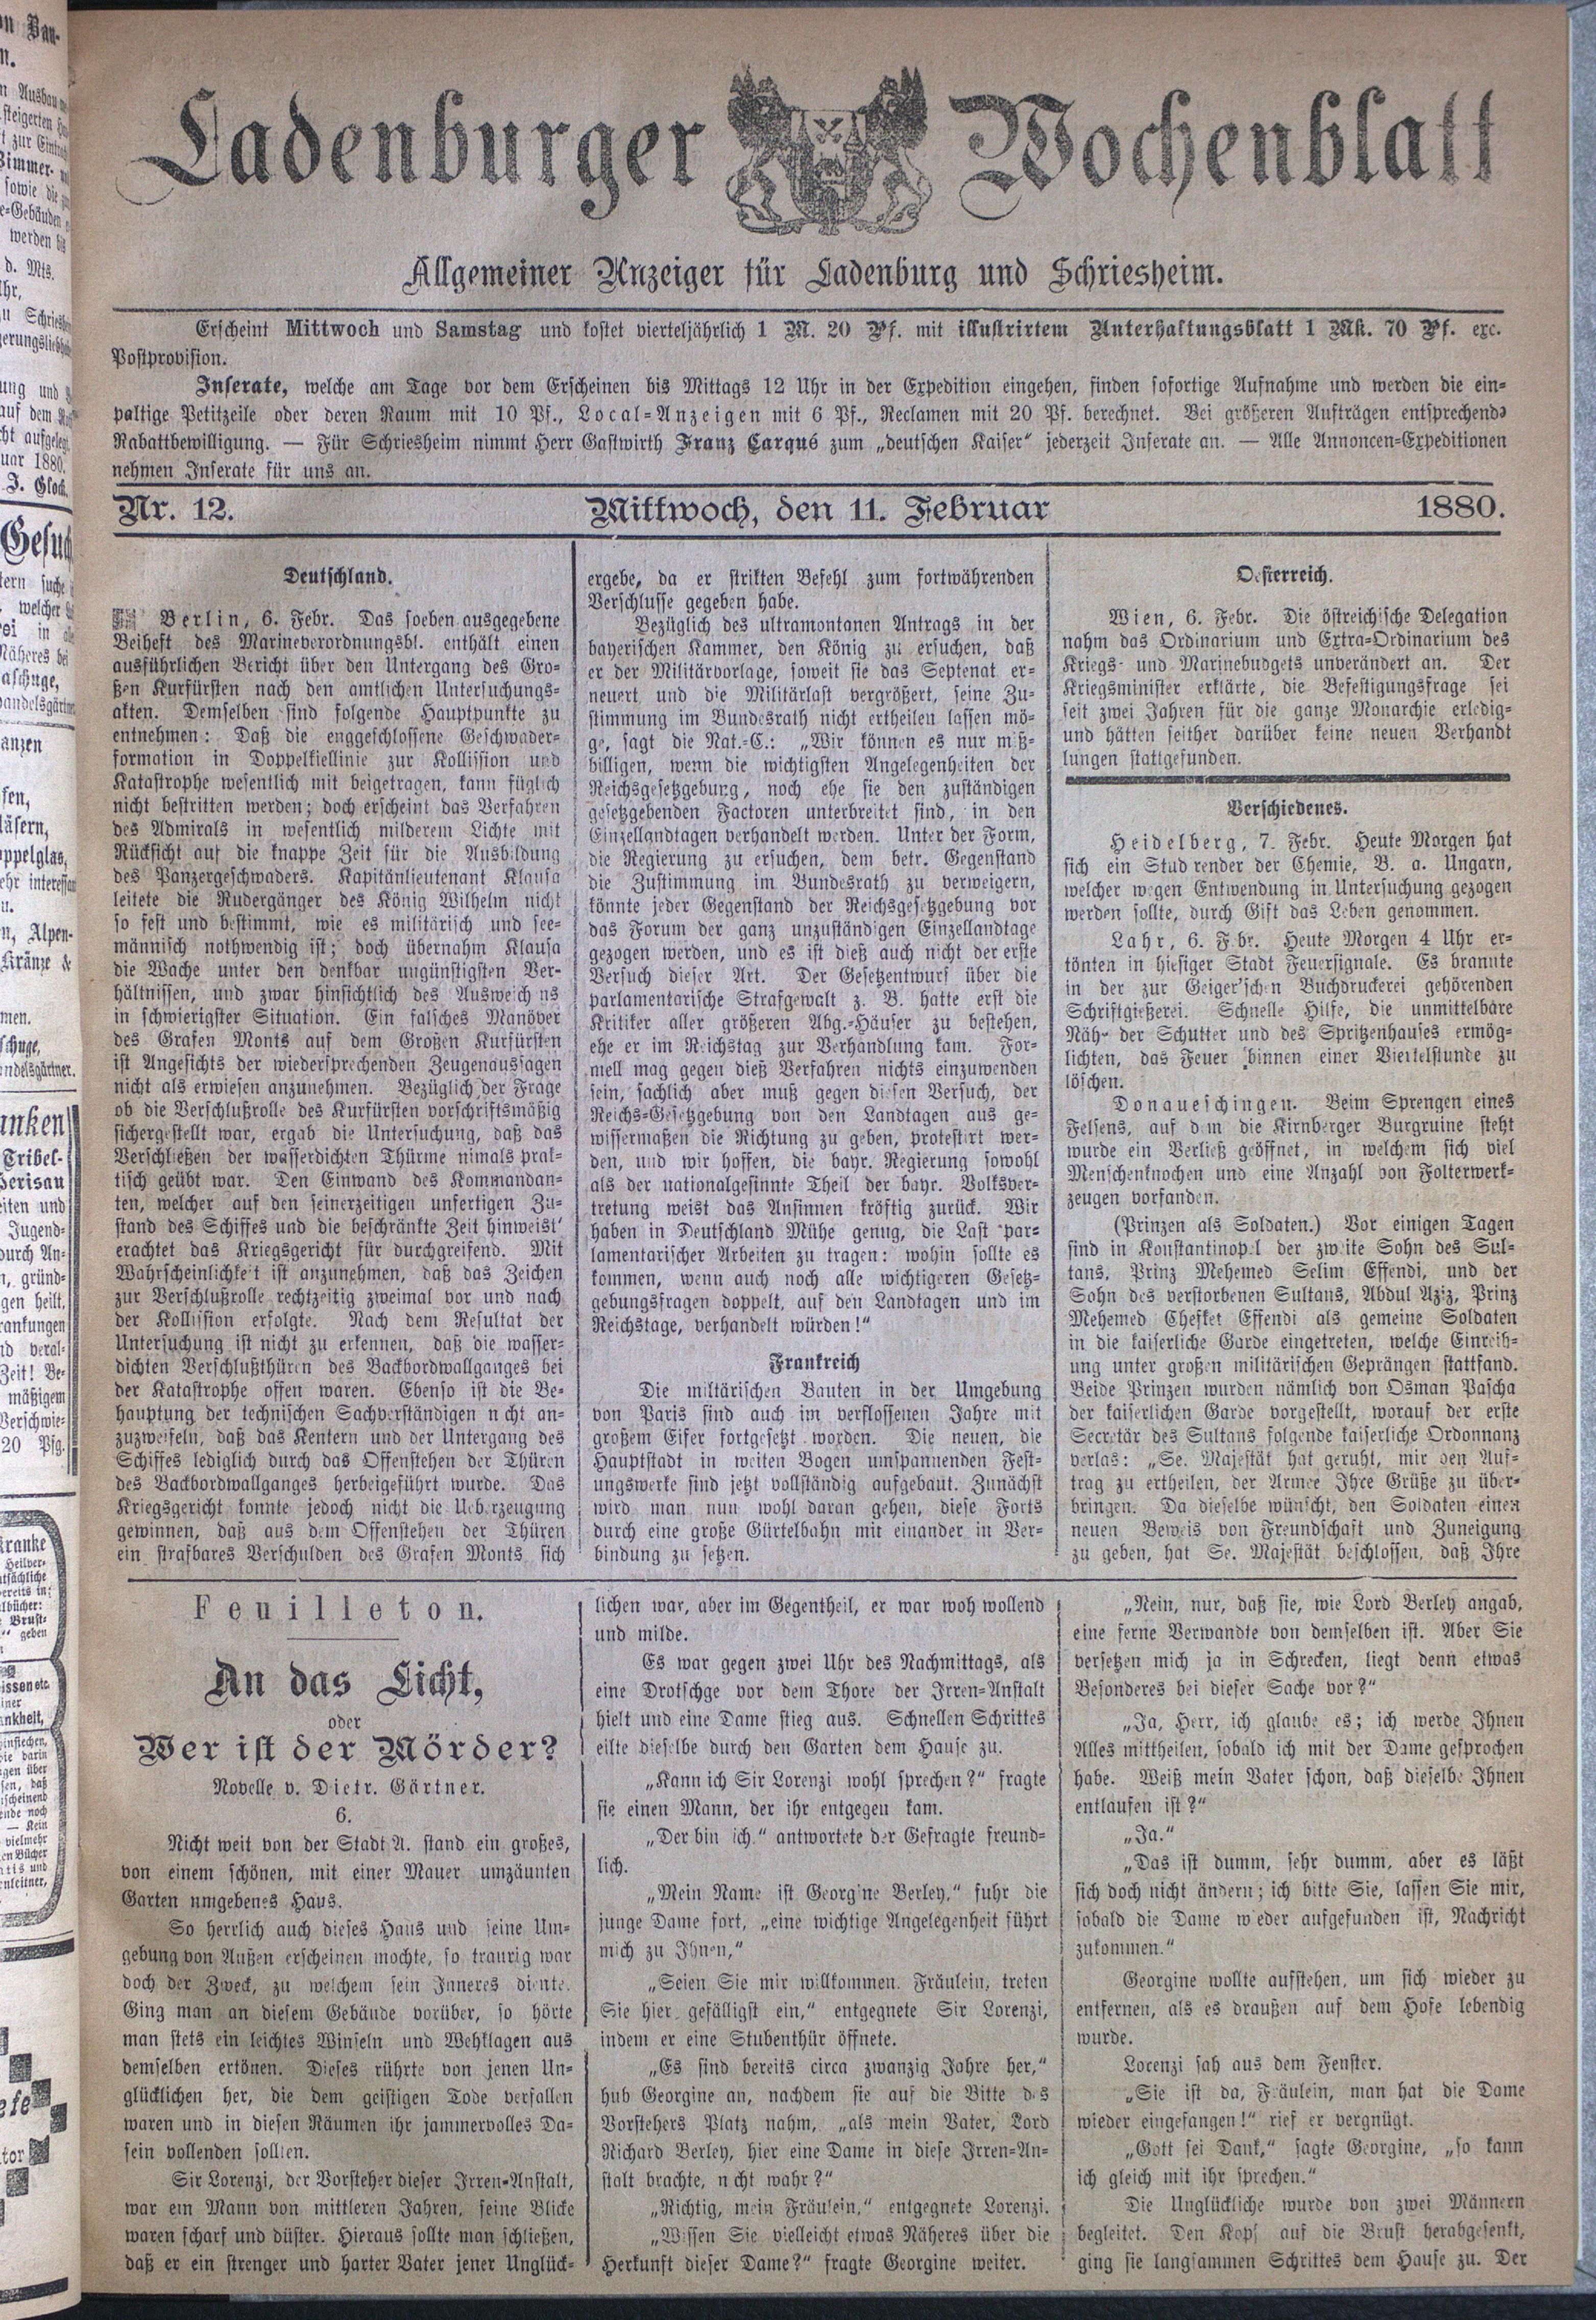 Ladenburger Wochenblatt
Allgemeiner Anzeiger für Ladenburg und Schriesheim.
Erscheint Mittwoch und Samstag und kostet vierteljährlich 1 M. 20 Pf. mit illustrirtem Unterhaltungsblatt 1 Mk. 70 Pf. exc.
Postprovision.
Inserate, welche am Tage vor dem Erscheinen bis Mittags 12 Uhr in der Expedition eingehen, finden sofortige Aufnahme und werden die ein-
paltige Petitzeile oder deren Raum mit 10 Pf., Local-Anzeigen mit 6 Pf., Reclamen mit 20 Pf. berechnet. Bei größeren Aufträgen entsprechende
Rabattbewilligung. — Für Schriesheim nimmt Herr Gastwirth Franz Carqué zum „deutschen Kaiser" jederzeit Inserate an. — Alle Annoncen-Expeditionen
nehmen Inserate für uns an.
Nr. 12. Mittwoch, den 11. Februar 1880.
Deutschland.
Berlin, 6. Febr. Das soeben ausgegebene
Beiheft des Marineverordnungsbl. enthält einen
ausführlichen Bericht über den Untergang des Gro-
ßen Kurfürsten nach den amtlichen Untersuchungs-
akten. Demselben sind folgende Hauptpunkte zu
entnehmen: Daß die enggeschlossene Geschwader-
formation in Doppelkiellinie zur Kollission und
Katastrophe wesentlich mit beigetragen, kann füglich
nicht bestritten werden; doch erscheint das Verfahren
des Admirals in wesentlich milderem Lichte mit
Rücksicht auf die knappe Zeit für die Ausbildung
des Panzergeschwaders. Kapitänlieutenant Klausa
leitete die Rudergänger des König Wilhelm nicht
so fest und bestimmt, wie es militärisch und see-
männisch nothwendig ist; doch übernahm Klausa
die Wache unter den denkbar ungünstigsten Ver-
hältnissen, und zwar hinsichtlich des Ausweich ns
in schwierigster Situation. Ein falsches Manöver
des Grafen Monts auf dem Großen Kurfürsten
ist Angesichts der wiedersprechenden Zeugenaussagen
nicht als erwiesen anzunehmen. Bezüglich der Frage
ob die Verschlußrolle des Kurfürsten vorschriftsmäßig
sichergestellt war, ergab die Untersuchung, daß das
Verschließen der wasserdichten Thürme nimals prak-
tisch geübt war. Den Einwand des Kommandan-
ten, welcher auf den seinerzeitigen unfertigen Zu-
stand des Schiffes und die beschränkte Zeit hinweist'
erachtet das Kriegsgericht für durchgreifend. Mit
Wahrscheinlichkeit ist anzunehmen, daß das Zeichen
zur Verschlußrolle rechtzeitig zweimal vor und nach
der Kollission erfolgte. Nach dem Resultat der
Untersuchung ist nicht zu erkennen, daß die wasser-
dichten Verschlußthüren des Backbordwallganges bei
der Katastrophe offen waren. Ebenso ist die Be-
hauptung der technischen Sachverständigen n cht an-
zuzweifeln, daß das Kentern und der Untergang des
Schiffes lediglich durch das Offenstehen der Thüren
des Backbordwallganges herbeigeführt wurde. Das
Kriegsgericht konnte jedoch nicht die Ueb rzeugung
gewinnen, daß aus dem Offenstehen der Thüren
ein strafbares Verschulden des Grafen Monts sich
ergebe, da er strikten Befehl zum fortwährenden
Verschlusse gegeben habe.
Bezüglich des ultramontanen Antrags in der
bayerischen Kammer, den König zu ersuchen, daß
er der Militärvorlage, soweit sie das Septenat er-
neuert und die Militärlast vergrößert, seine Zu-
stimmung im Bundesrath nicht ertheilen lassen mö-
ge, sagt die Nat.-C.: „Wir können es nur miß-
billigen, wenn die wichtigsten Angelegenheiten der
Reichsgesetzgebung, noch ehe sie den zuständigen
gesetzgebenden Factoren unterbreitet sind, in den
Einzellandtagen verhandelt werden. Unter der Form,
die Regierung zu ersuchen, dem betr. Gegenstand
die Zustimmung im Bundesrath zu verweigern,
könnte jeder Gegenstand der Reichsgesetzgebung vor
das Forum der ganz unzuständigen Einzellandtage
gezogen werden, und es ist dieß auch nicht der erste
Versuch dieser Art. Der Gesetzentwurf über die
parlamentarische Strafgewalt z. B. hatte erst die
Kritiker aller größeren Abg.-Häuser zu bestehen,
ehe er im Reichstag zur Verhandlung kam. For-
mell mag gegen dieß Verfahren nichts einzuwenden
sein, sachlich aber muß gegen diesen Versuch, der
Reichs-Gesetzgebung von den Landtagen aus ge-
wissermaßen die Richtung zu geben, protestirt wer-
den, und wir hoffen, die bayr. Regierung sowohl
als der nationalgesinnte Theil der bayr. Volksver-
tretung weist das Ansinnen kräftig zurück. Wir
haben in Deutschland Mühe genug, die Last par-
lamentarischer Arbeiten zu tragen: wohin sollte es
kommen, wenn auch noch alle wichtigeren Gesetz-
gebungsfragen doppelt, auf den Landtagen und im
Reichstage, verhandelt würden!"
Frankreich
Die miltärischen Bauten in der Umgebung
von Paris sind auch im verflossenen Jahre mit
großem Eifer fortgesetzt worden. Die neuen, die
Hauptstadt in weiten Bogen umspannenden Fest-
ungswerke sind jetzt vollständig aufgebaut. Zunächst
wird man nun wohl daran gehen, diese Forts
durch eine große Gürtelbahn mit einander in Ver-
bindung zu setzen.
Oesterreich.
Wien, 6. Febr. Die östreichische Delegation
nahm das Ordinarium und Extra-Ordinarium des
Kriegs- und Marinebudgets unverändert an. Der
Kriegsminister erklärte, die Befestigungsfrage sei
seit zwei Jahren für die ganze Monarchie erledig-
und hätten seither darüber keine neuen Verhandt
lungen stattgefunden.
Verschiedenes.
Heidelberg, 7. Febr. Heute Morgen hat
sich ein Stud render der Chemie, B. a. Ungarn,
welcher wegen Entwendung in Untersuchung gezogen
werden sollte, durch Gift das Leben genommen.
Lahr, 6. F br. Heute Morgen 4 Uhr er-
tönten in hiesiger Stadt Feuersignale. Es brannte
in der zur Geiger'schen Buchdruckerei gehörenden
Schriftgießerei. Schnelle Hilfe, die unmittelbare
Nähe der Schutter und des Spritzenhauses ermög-
lichten, das Feuer binnen einer Viertelstunde zu
löschen.
Donaueschingen. Beim Sprengen eines
Felsens, auf dem die Kirnberger Burgruine steht
wurde ein Verließ geöffnet, in welchem sich viel
Menschenknochen und eine Anzahl von Folterwerk-
zeugen vorfanden.
(Prinzen als Soldaten.) Vor einigen Tagen
sind in Konstantinopel der zweite Sohn des Sul-
tans, Prinz Mehemed Selim Effendi, und der
Sohn des verstorbenen Sultans, Abdul Aziz, Prinz
Mehemed Chefket Effendi als gemeine Soldaten
in die kaiserliche Garde eingetreten, welche Einreih-
ung unter großen militärischen Geprängen stattfand.
Beide Prinzen wurden nämlich von Osman Pascha
der kaiserlichen Garde vorgestellt, worauf der erste
Secretär des Sultans folgende kaiserliche Ordonnanz
verlas: „Se. Majestät hat geruht, mir den Auf-
trag zu ertheilen, der Armee Ihre Grüße zu über-
bringen. Da dieselbe wünscht, den Soldaten einen
neuen Beweis von Freundschaft und Zuneigung
zu geben, hat Se. Majestät beschlossen, daß Ihre
Feuilleton.
An das Licht,
oder
Wer ist der Mörder?
Novelle v. Dietr. Gärtner.
6.
Nicht weit von der Stadt A. stand ein großes,
von einem schönen, mit einer Mauer umzäunten
Garten umgebenes Haus.
So herrlich auch dieses Haus und seine Um-
gebung von Außen erscheinen mochte, so traurig war
doch der Zweck, zu welchem sein Inneres diente.
Ging man an diesem Gebäude vorüber, so hörte
man stets ein leichtes Winseln und Wehklagen aus
demselben ertönen. Dieses rührte von jenen Un-
glücklichen her, die dem geistigen Tode verfallen
waren und in diesen Räumen ihr jammervolles Da-
sein vollenden sollten.
Sir Lorenzi, der Vorsteher dieser Irren-Anstalt,
war ein Mann von mittleren Jahren, seine Blicke
waren scharf und düster. Hieraus sollte man schließen,
daß er ein strenger und harter Vater jener Unglück-
lichen war, aber im Gegentheil, er war woh wollend
und milde.
Es war gegen zwei Uhr des Nachmittags, als
eine Drotschge vor dem Thore der Irren-Anstalt
hielt und eine Dame stieg aus. Schnellen Schrittes
eilte dieselbe durch den Garten dem Hause zu.
„Kann ich Sir Lorenzi wohl sprechen?" fragte
sie einen Mann, der ihr entgegen kam.
„Der bin ich." antwortete der Gefragte freund-
lich.
„Mein Name ist Georgine Berley," fuhr die
junge Dame fort, „eine wichtige Angelegenheit führt
mich zu Ihnen,"
„Seien Sie mir willkommen. Fräulein, treten
Sie hier gefälligst ein," entgegnete Sir Lorenzi,
indem er eine Stubenthür öffnete.
„Es sind bereits circa zwanzig Jahre her,"
hub Georgine an, nachdem sie auf die Bitte des
Vorstehers Platz nahm, „als mein Vater, Lord
Richard Berley, hier eine Dame in diese Irren-An-
stalt brachte, n cht wahr?"
„Richtig, mein Fräulein," entgegnete Lorenzi.
„Wissen Sie vielleicht etwas Näheres über die
Herkunft dieser Dame?" fragte Georgine weiter.
„Nein, nur, daß sie, wie Lord Berley angab,
eine ferne Verwandte von demselben ist. Aber Sie
versetzen mich ja in Schrecken, liegt denn etwas
Besonderes bei dieser Sache vor?"
„Ja, Herr, ich glaube es; ich werde Ihnen
Alles mittheilen, sobald ich mit der Dame gesprochen
habe. Weiß mein Vater schon, daß dieselbe Ihnen
entlaufen ist?"
„Ja."
„Das ist dumm, sehr dumm, aber es läßt
sich doch nicht ändern; ich bitte Sie, lassen Sie mir,
sobald die Dame w eder aufgefunden ist, Nachricht
zukommen."
Georgine wollte aufstehen, um sich wieder zu
entfernen, als es draußen auf dem Hofe lebendig
wurde.
Lorenzi sah aus dem Fenster.
„Sie ist da, Fräulein, man hat die Dame
wieder eingefangen!" rief er vergnügt.
„Gott sei Dank," sagte Georgine, „so kann
ich gleich mit ihr sprechen."
Die Unglückliche wurde von zwei Männern
begleitet. Den Kopf auf die Brust herabgesenkt,
ging sie langsammen Schrittes dem Hause zu. Der